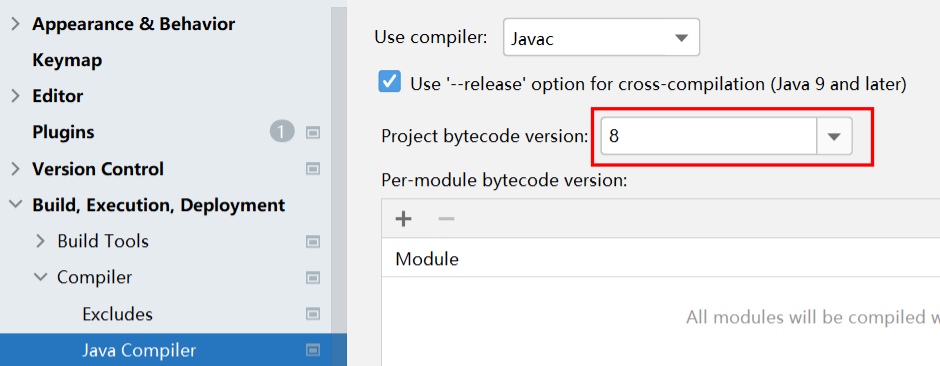 Appearance & Behavior
Keymap
Editor
Plugins 1
Version Control
Build, Execution, Deployment
Build Tools
Compiler
Excludes
Java Compiler
Use compiler: Javac
Use '--release' option for cross-compilation (Java 9 and later)
Project bytecode version: 8
Per-module bytecode version:
Module
All modules will be compiled w